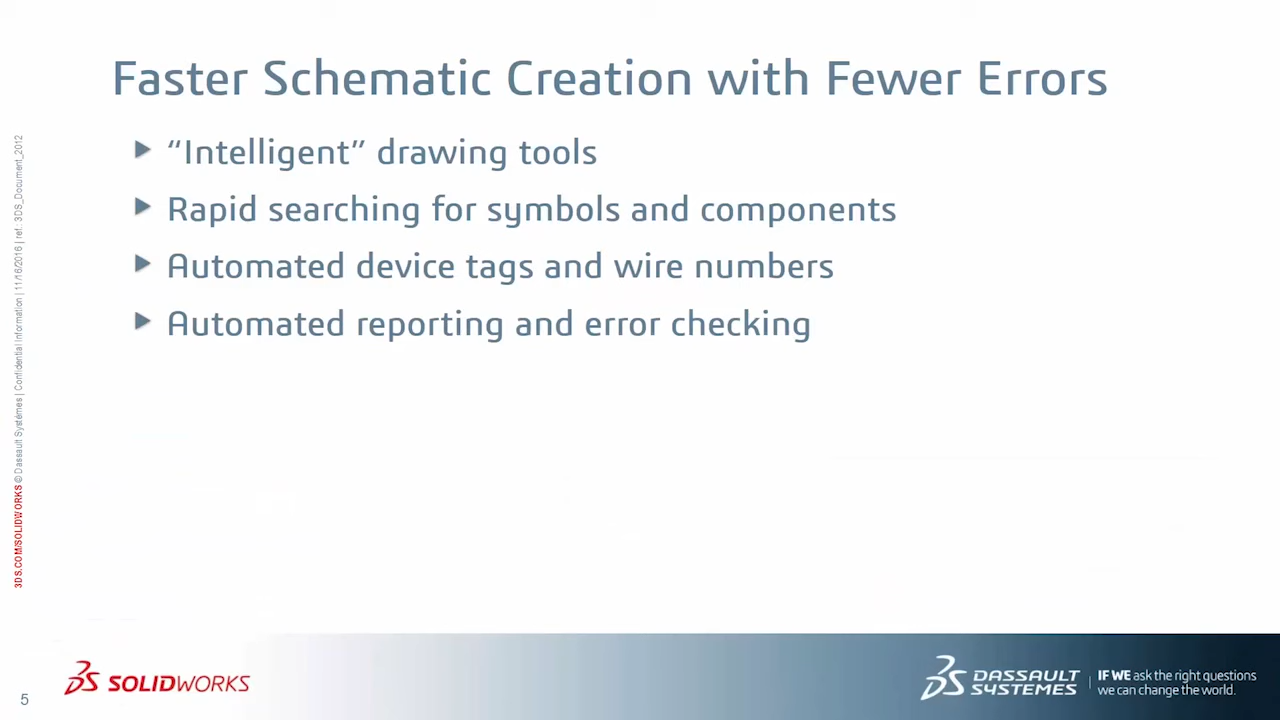 Faster Schematic Creation with Fewer Errors
“Intelligent” drawing tools
Rapid searching for symbols and components
Automated device tags and wire numbers
Automated reporting and error checking
3DS.COM/SOLIDWORKS © Dassault Systèmes | Confidential Information | 11/16/2016 | ref.: 3DS_Document_2012
5
SOLIDWORKS
DASSAULT
SYSTEMES
IF WE ask the right questions
we can change the world.